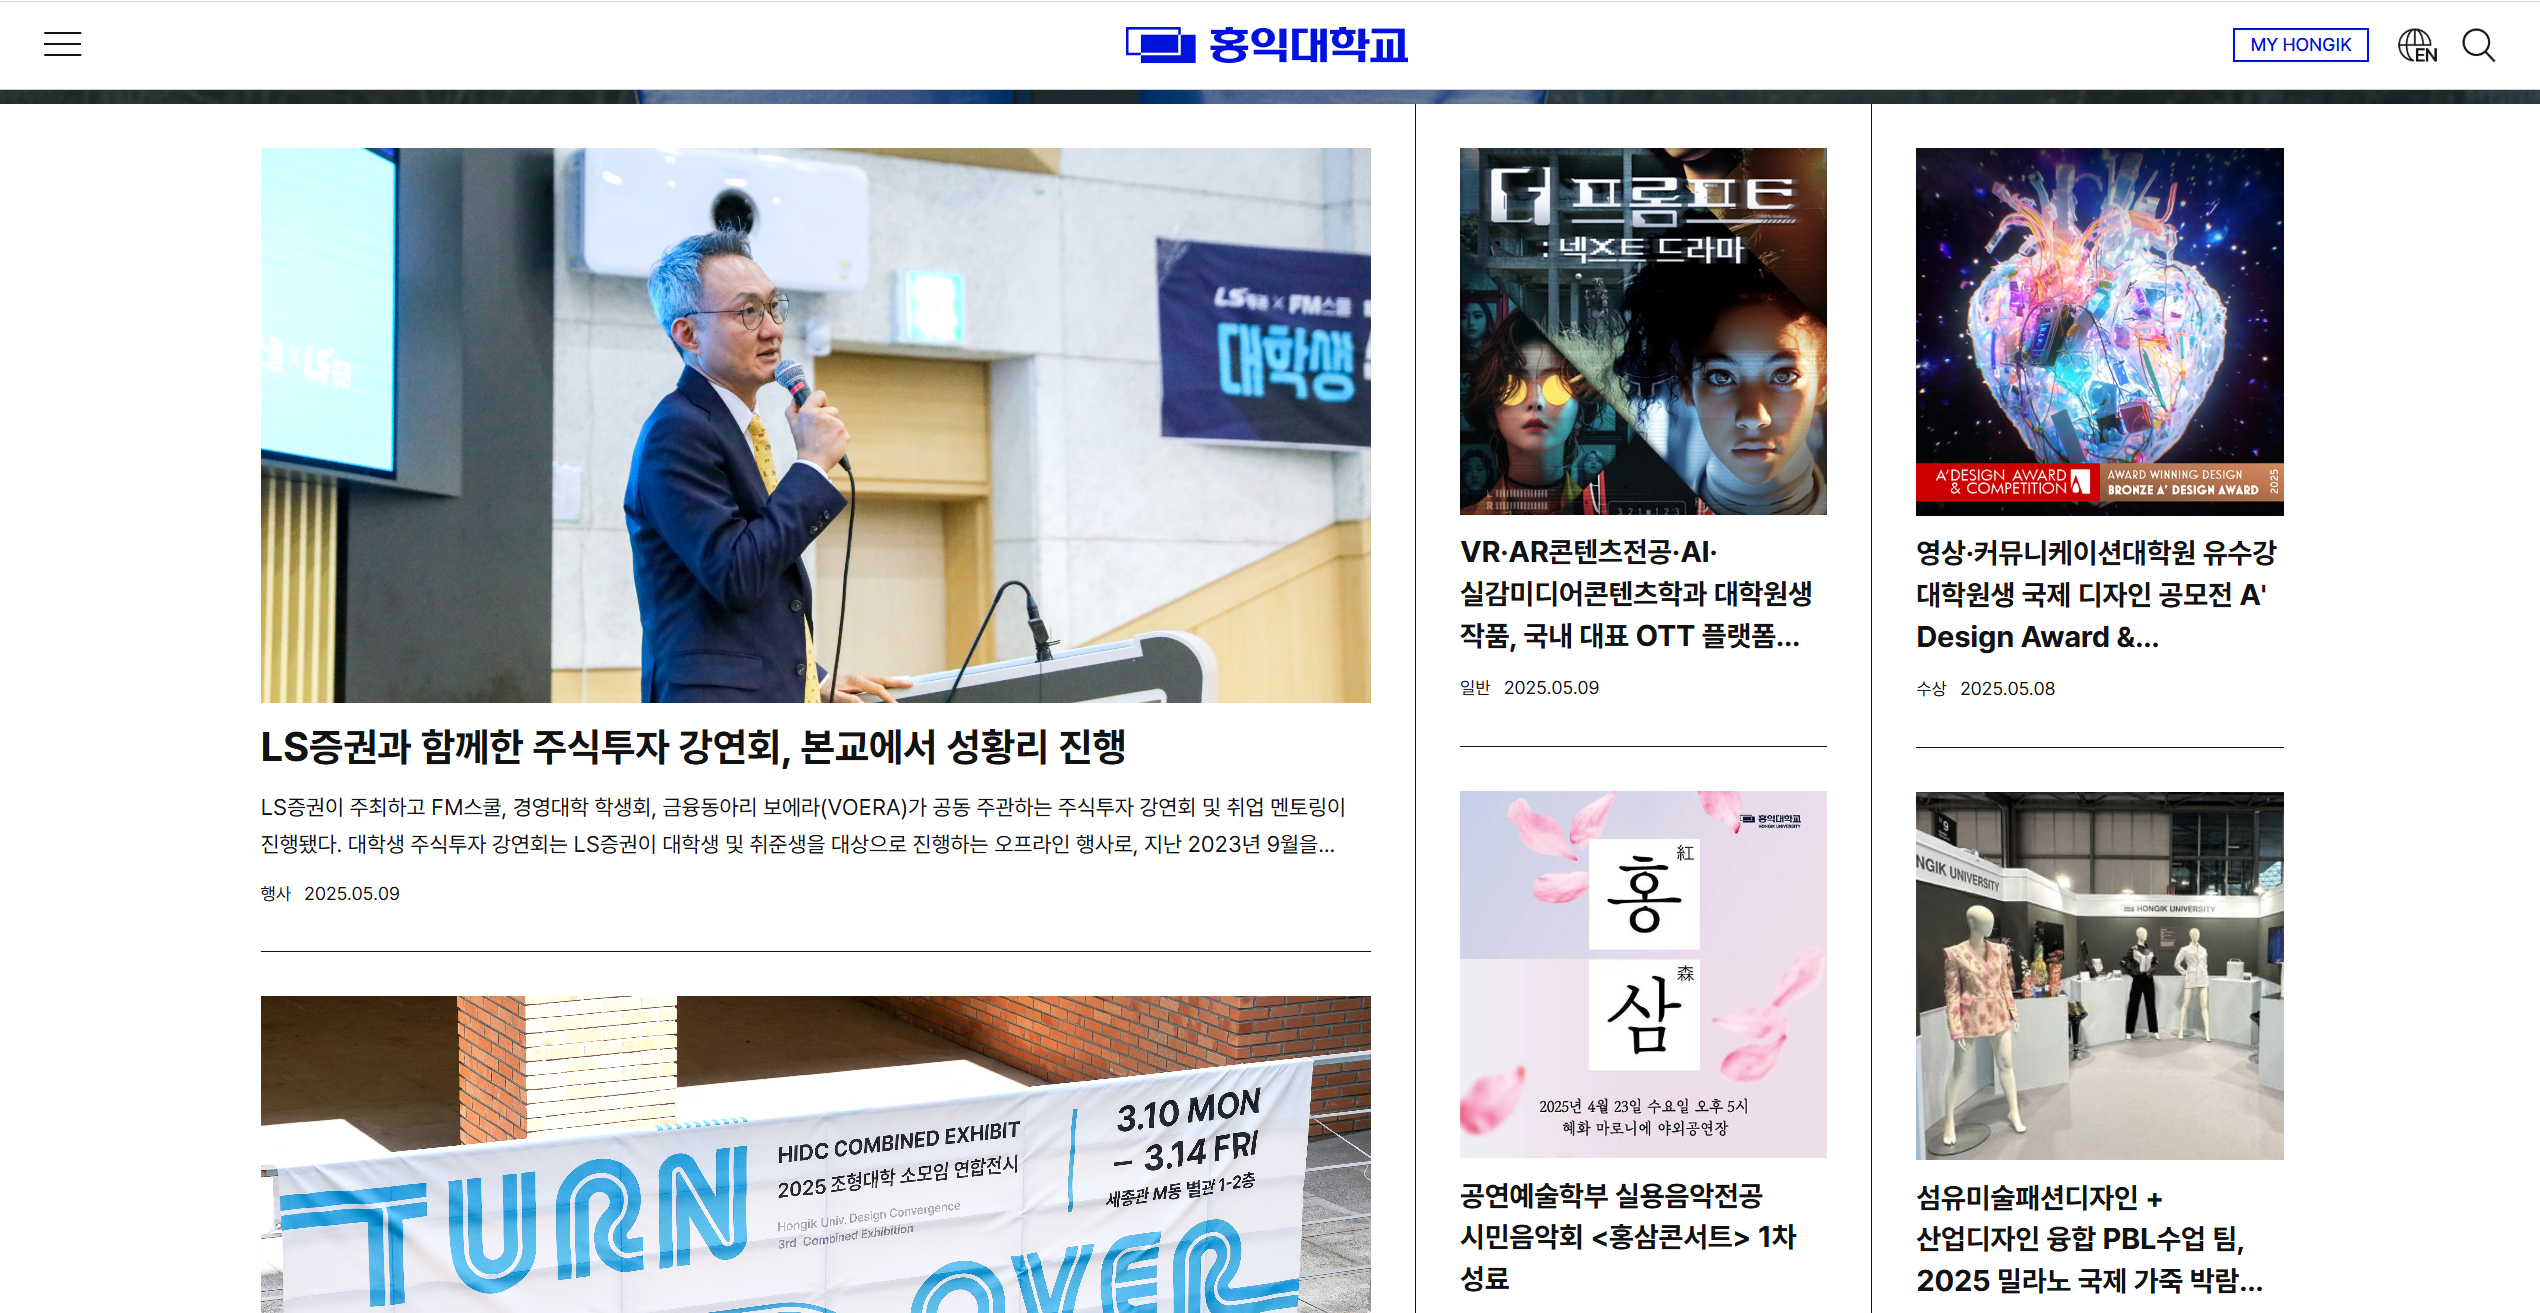 홍익대학교
MY HONGIK
EN
LS증권 × FM스쿨
대학생
× LS증권
LS증권과 함께한 주식투자 강연회, 본교에서 성황리 진행
LS증권이 주최하고 FM스쿨, 경영대학 학생회, 금융동아리 보에라(VOERA)가 공동 주관하는 주식투자 강연회 및 취업 멘토링이
진행됐다. 대학생 주식투자 강연회는 LS증권이 대학생 및 취준생을 대상으로 진행하는 오프라인 행사로, 지난 2023년 9월을...
행사 2025.05.09
TURN
OVER
HIDC COMBINED EXHIBIT
2025 조형대학 소모임 연합전시
Hongik Univ. Design Convergence
3rd Combined Exhibition
3.10 MON
– 3.14 FRI
세종관 M동 별관 1-2층
더 프롬프트
: 넥스트 드라마
VR·AR콘텐츠전공·AI·
실감미디어콘텐츠학과 대학원생
작품, 국내 대표 OTT 플랫폼...
일반 2025.05.09
홍익대학교
HONGIK UNIVERSITY
홍 紅
삼 森
2025년 4월 23일 수요일 오후 5시
혜화 마로니에 야외공연장
공연예술학부 실용음악전공
시민음악회 <홍삼콘서트> 1차
성료
A'DESIGN AWARD
& COMPETITION
AWARD WINNING DESIGN
BRONZE A' DESIGN AWARD
2025
영상·커뮤니케이션대학원 유수강
대학원생 국제 디자인 공모전 A'
Design Award &...
수상 2025.05.08
9
NGIK UNIVERSITY
HONGIK UNIVERSITY
섬유미술패션디자인 +
산업디자인 융합 PBL수업 팀,
2025 밀라노 국제 가죽 박람...